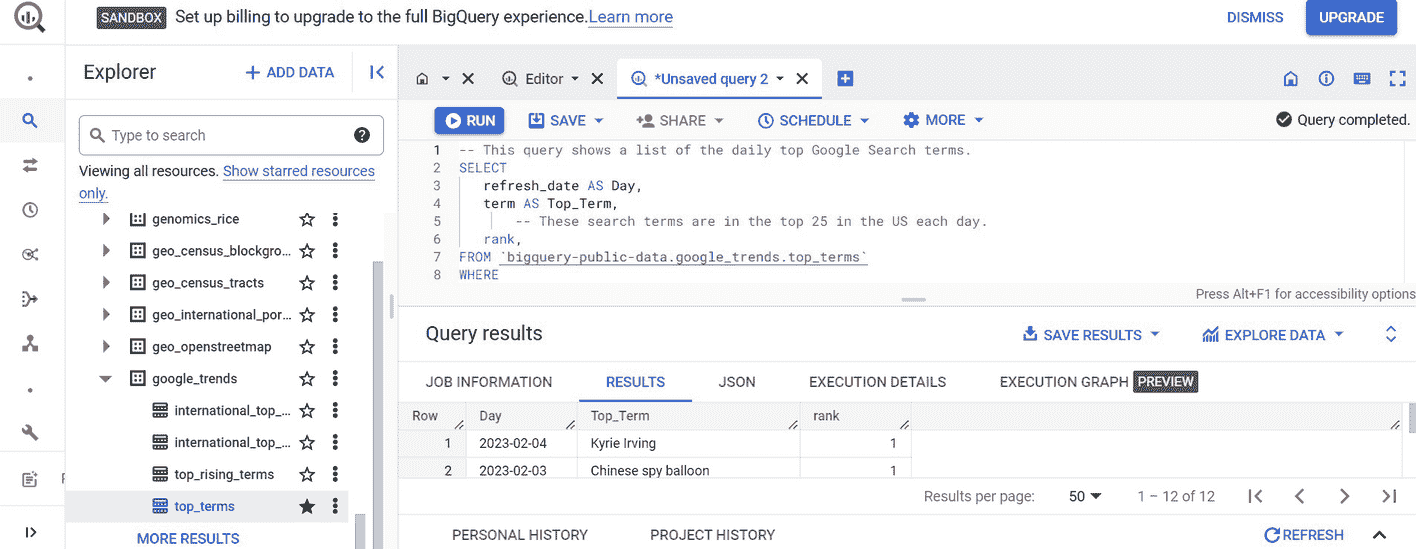 SANDBOX Set up billing to upgrade to the full BigQuery experience. Learn more DISMISS UPGRADE
Explorer + ADD DATA
Type to search
Viewing all resources. Show starred resources
only.
genomics_rice
geo_census_blockgro...
geo_census_tracts
geo_international_por...
geo_openstreetmap
google_trends
international_top_...
international_top_...
top_rising_terms
top_terms
MORE RESULTS
Editor *Unsaved query 2
RUN SAVE SHARE SCHEDULE MORE Query completed.
1 -- This query shows a list of the daily top Google Search terms.
2 SELECT
3 refresh_date AS Day,
4 term AS Top_Term,
5 -- These search terms are in the top 25 in the US each day.
6 rank,
7 FROM `bigquery-public-data.google_trends.top_terms`
8 WHERE
Press Alt+F1 for accessibility options
Query results SAVE RESULTS EXPLORE DATA
JOB INFORMATION RESULTS JSON EXECUTION DETAILS EXECUTION GRAPH PREVIEW
Row Day Top_Term rank
1 2023-02-04 Kyrie Irving 1
2 2023-02-03 Chinese spy balloon 1
Results per page: 50 1 – 12 of 12
PERSONAL HISTORY PROJECT HISTORY REFRESH